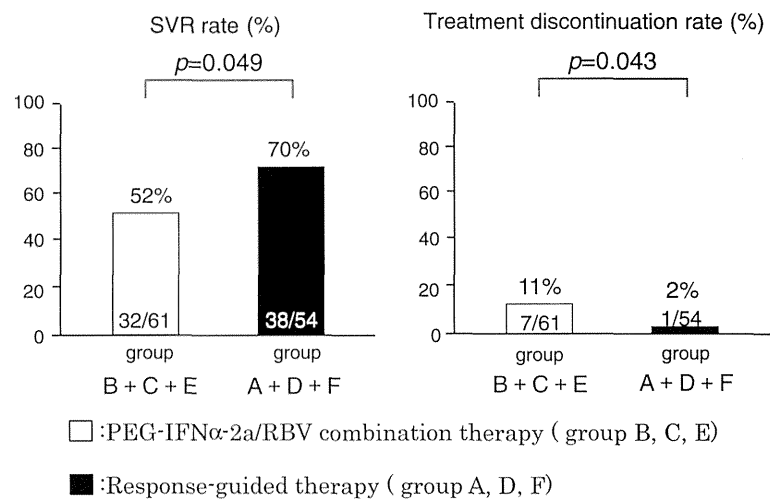 SVR rate (%)
p=0.049
100
80
60
40
20
0
52%
70%
32/61
38/54
group
group
B + C + E
A + D + F
Treatment discontinuation rate (%)
p=0.043
100
80
60
40
20
0
11%
2%
7/61
1/54
group
group
B + C + E
A + D + F
:PEG-IFNα-2a/RBV combination therapy ( group B, C, E)
:Response-guided therapy ( group A, D, F)